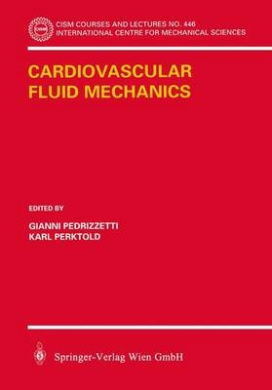 CISM COURSES AND LECTURES NO. 446
INTERNATIONAL CENTRE FOR MECHANICAL SCIENCES
CARDIOVASCULAR
FLUID MECHANICS
EDITED BY
GIANNI PEDRIZZETTI
KARL PERKTOLD
Springer-Verlag Wien GmbH